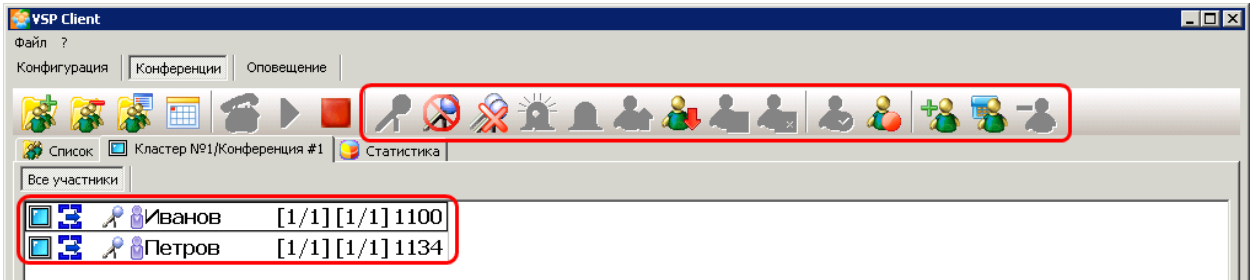 VSP Client
Файл ?
Конфигурация Конференции Оповещение
Список Кластер №1/Конференция #1 Статистика
Все участники
Иванов [1/1] [1/1] 1100
Петров [1/1] [1/1] 1134